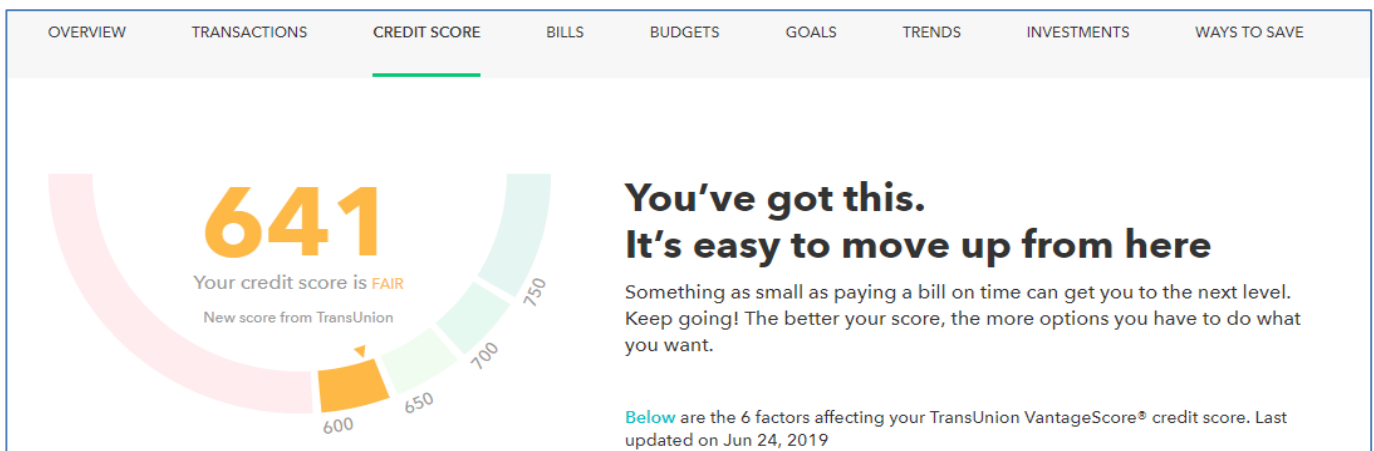 OVERVIEW TRANSACTIONS CREDIT SCORE BILLS BUDGETS GOALS TRENDS INVESTMENTS WAYS TO SAVE
641
Your credit score is FAIR
New score from TransUnion
600
650
700
750
You’ve got this.
It’s easy to move up from here
Something as small as paying a bill on time can get you to the next level.
Keep going! The better your score, the more options you have to do what
you want.
Below are the 6 factors affecting your TransUnion VantageScore® credit score. Last
updated on Jun 24, 2019